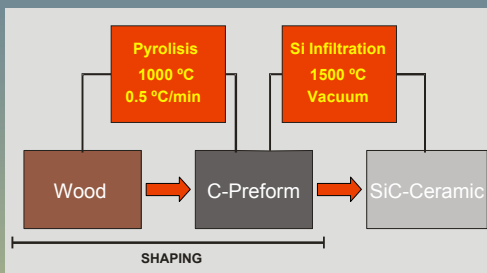 Pyrolisis
1000 ºC
0.5 ºC/min
Si Infiltration
1500 ºC
Vacuum
Wood
C-Preform
SiC-Ceramic
SHAPING